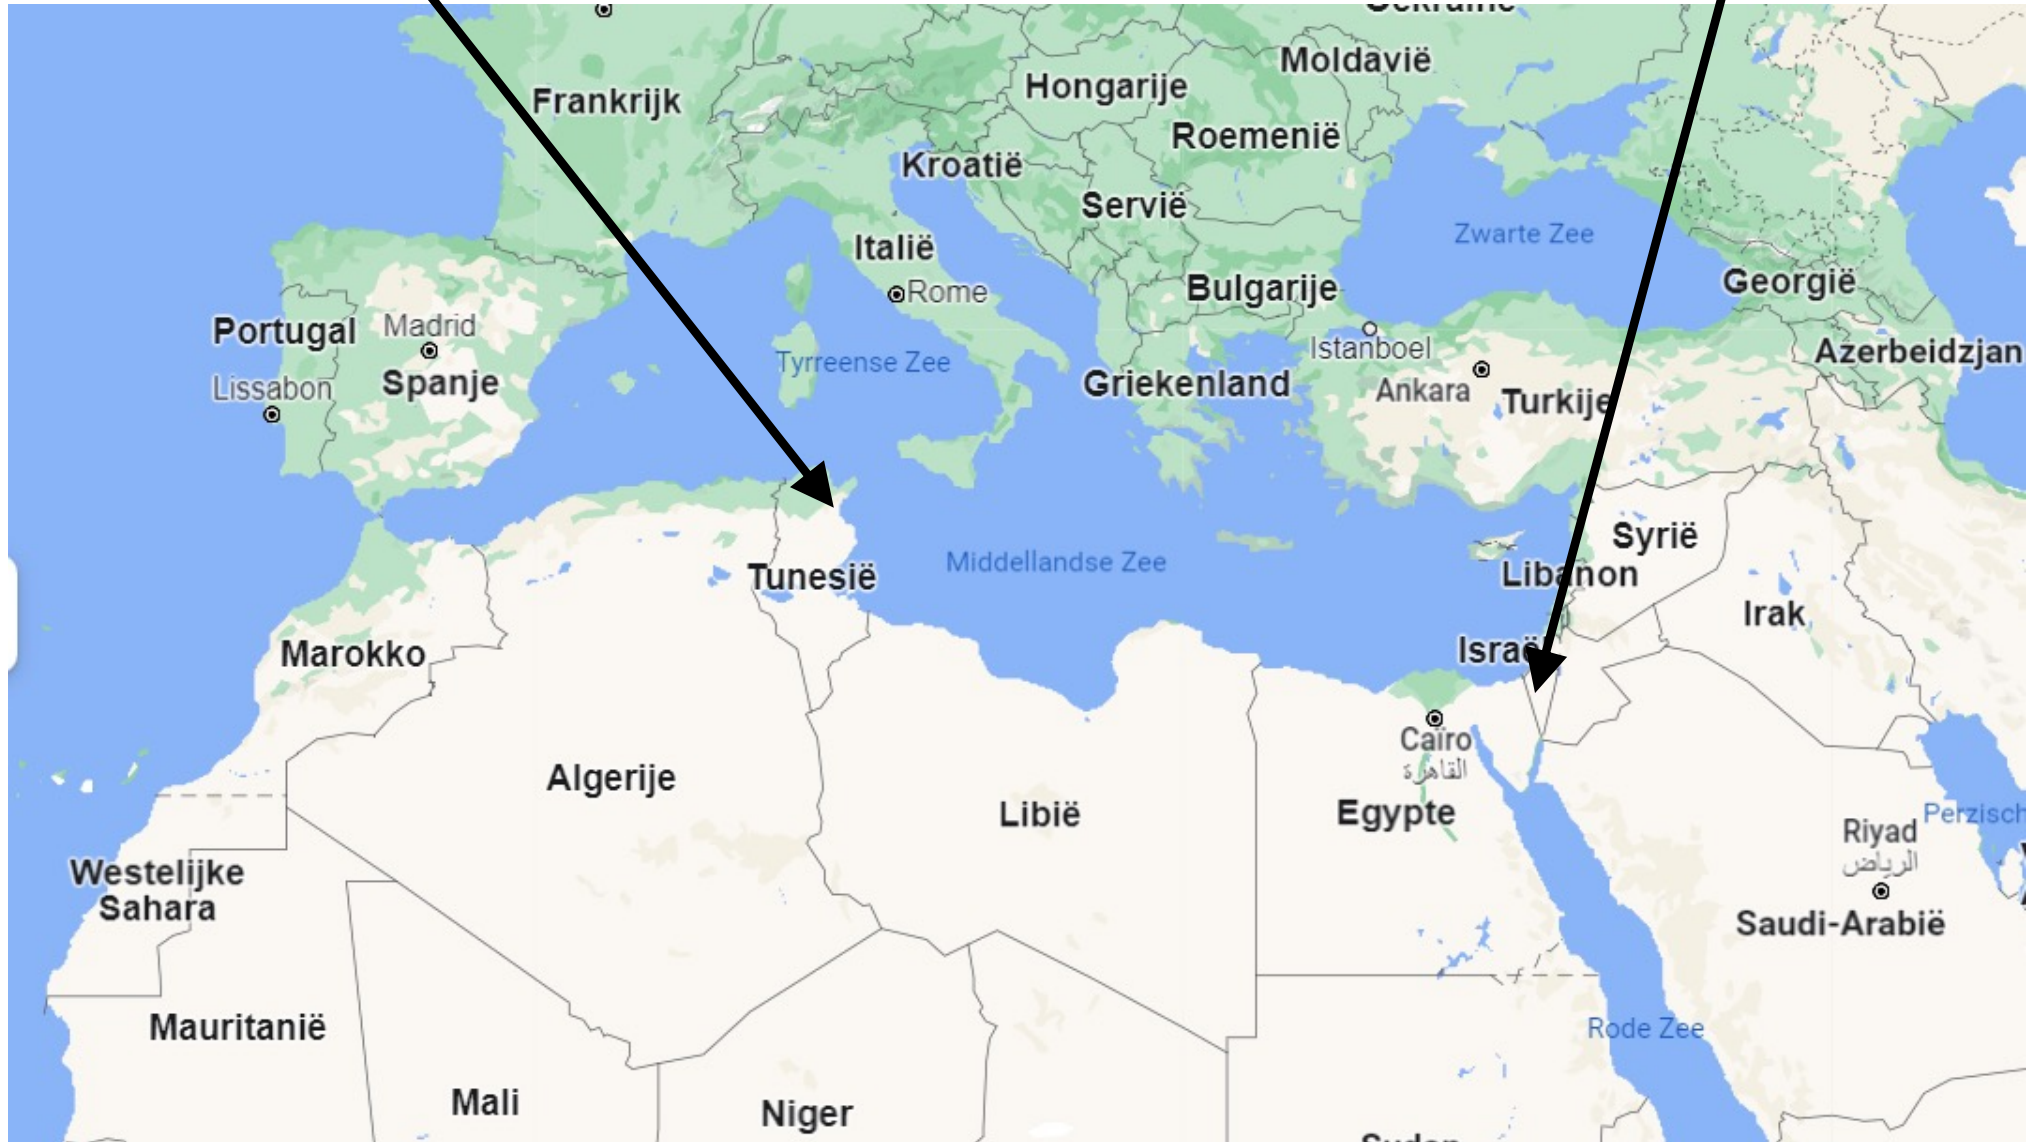 Moldavië
Hongarije
Frankrijk
Roemenië
Kroatië
Servië
Zwarte Zee
Italië
Georgië
Bulgarije
Rome
Portugal
Madrid
Istanboel
Azerbeidzjan
Tyrreense Zee
Spanje
Lissabon
Griekenland
Ankara
Turkije
Syrië
Middellandse Zee
Tunesië
Libanon
Irak
Marokko
Israël
Caïro
القاهرة
Algerije
Libië
Egypte
Perzisch
Riyad
الرياض
Westelijke
Sahara
Saudi-Arabië
Mauritanië
Rode Zee
Mali
Niger